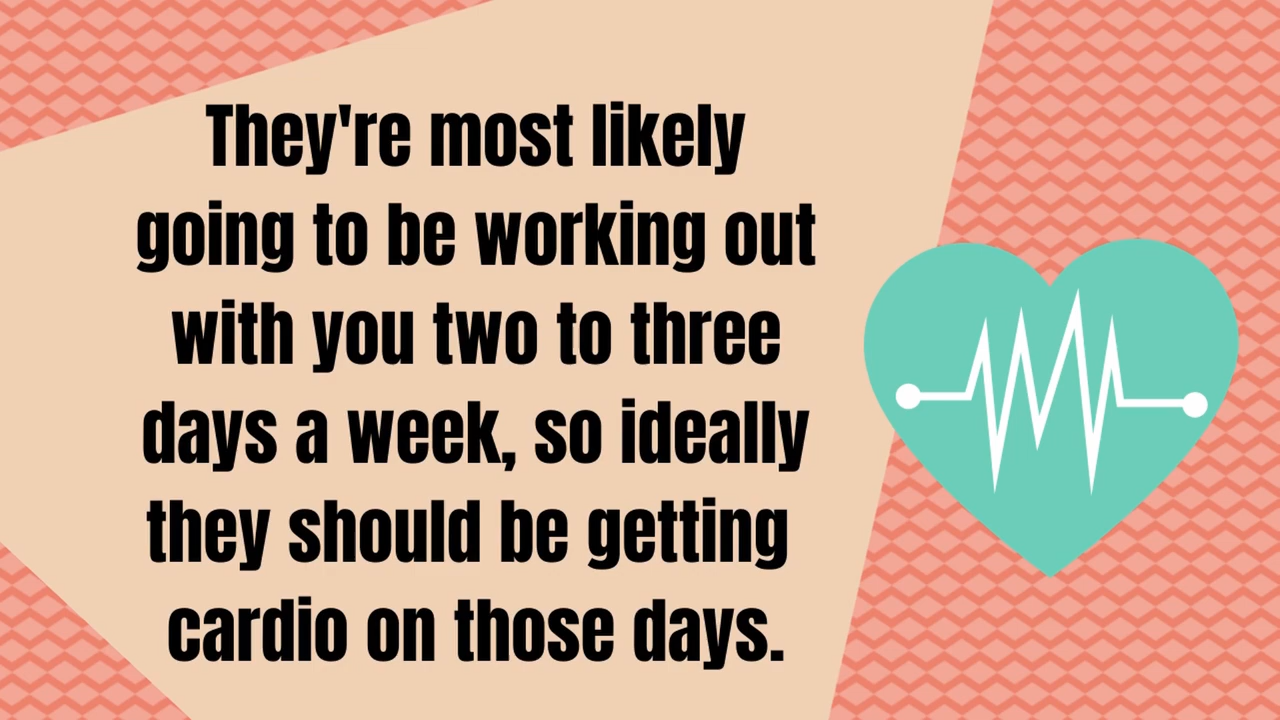 They're most likely
going to be working out
with you two to three
days a week, so ideally
they should be getting
cardio on those days.